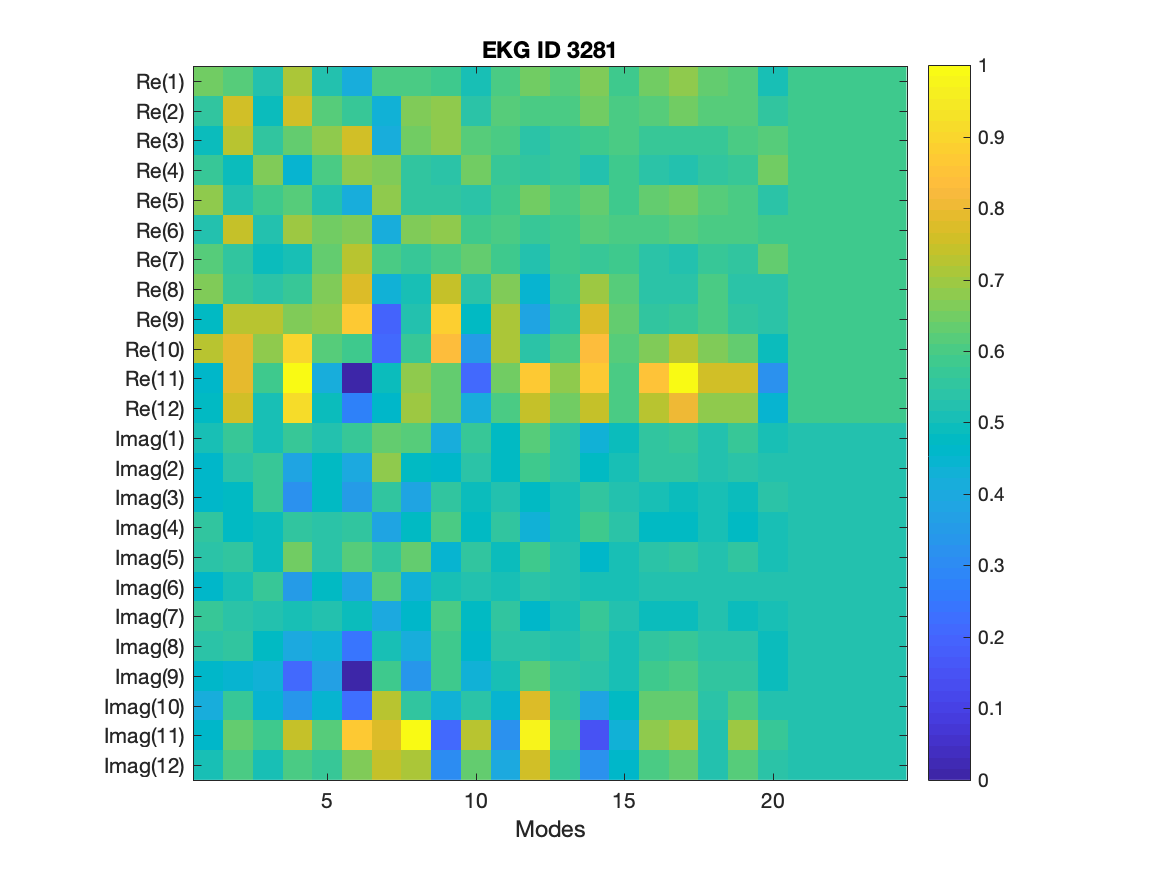 EKG ID 3281
Re(1)
Re(2)
Re(3)
Re(4)
Re(5)
Re(6)
Re(7)
Re(8)
Re(9)
Re(10)
Re(11)
Re(12)
Imag(1)
Imag(2)
Imag(3)
Imag(4)
Imag(5)
Imag(6)
Imag(7)
Imag(8)
Imag(9)
Imag(10)
Imag(11)
Imag(12)
5 10 15 20
Modes
1
0.9
0.8
0.7
0.6
0.5
0.4
0.3
0.2
0.1
0